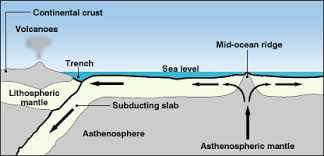 Continental crust
Volcanoes
Mid-ocean ridge
Trench
Sea level
Lithospheric
mantle
Subducting slab
Asthenosphere
Asthenospheric mantle